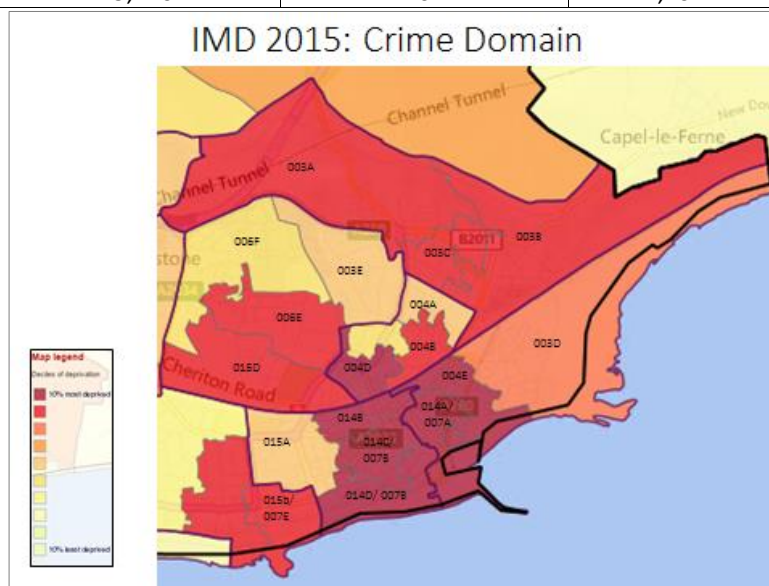 IMD 2015: Crime Domain
Channel Tunnel
Capel-le-Ferne
003A
Channel Tunnel
B2011
003B
003C
006F
003E
004A
006E
004B
003D
015D
004D
004E
Cheriton Road
014A/
007A
014B
015A
014C/
007B
014D/ 007B
015b/
007E
Map legend
Deciles of deprivation
10% most deprived
10% least deprived